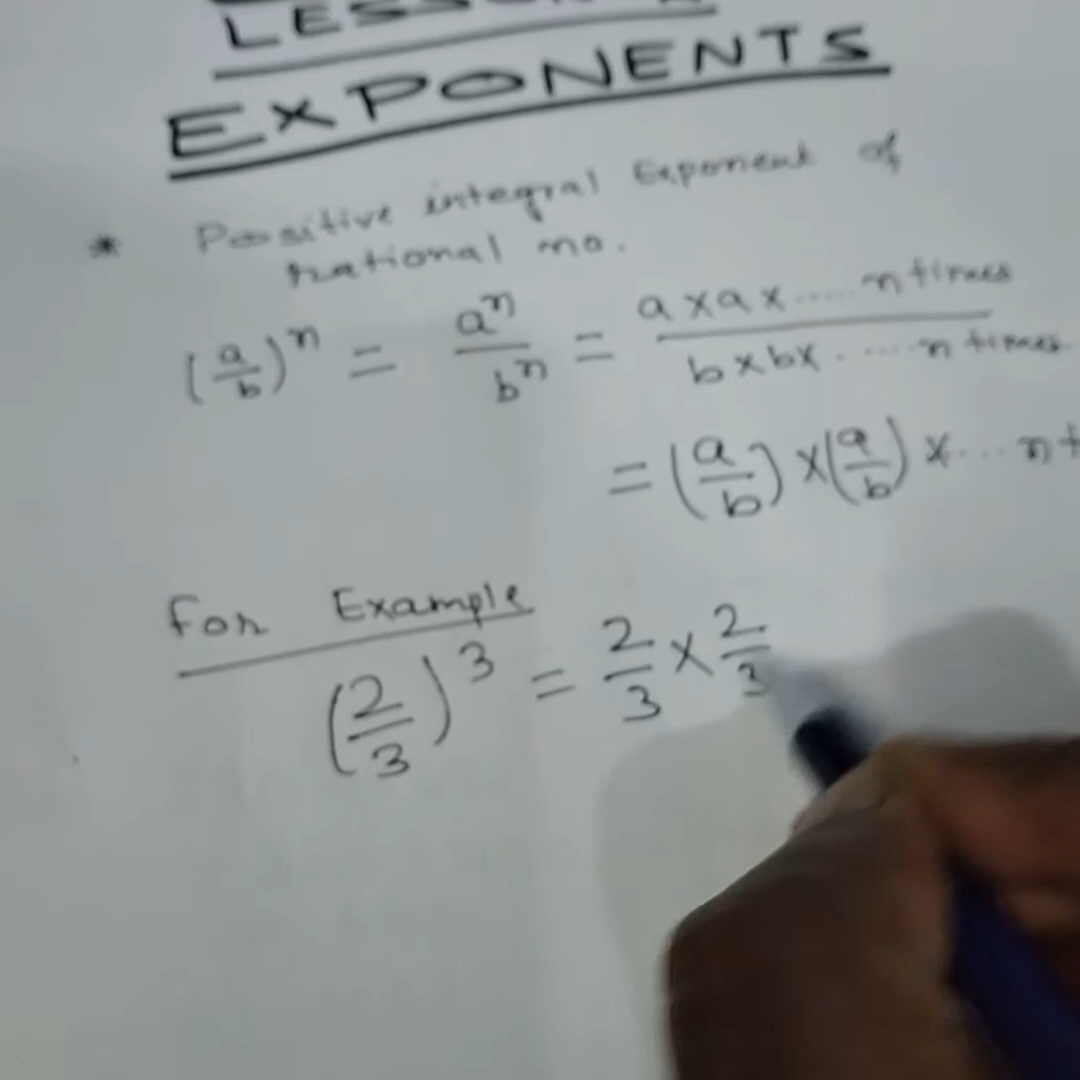 LESSON
EXPONENTS
* Positive integral Exponent of
rational no.
(a/b)^n = a^n/b^n = a×a×.....n times / b×b×.....n times
= (a/b)×(a/b)×...n t
For Example
(2/3)^3 = 2/3 × 2/3